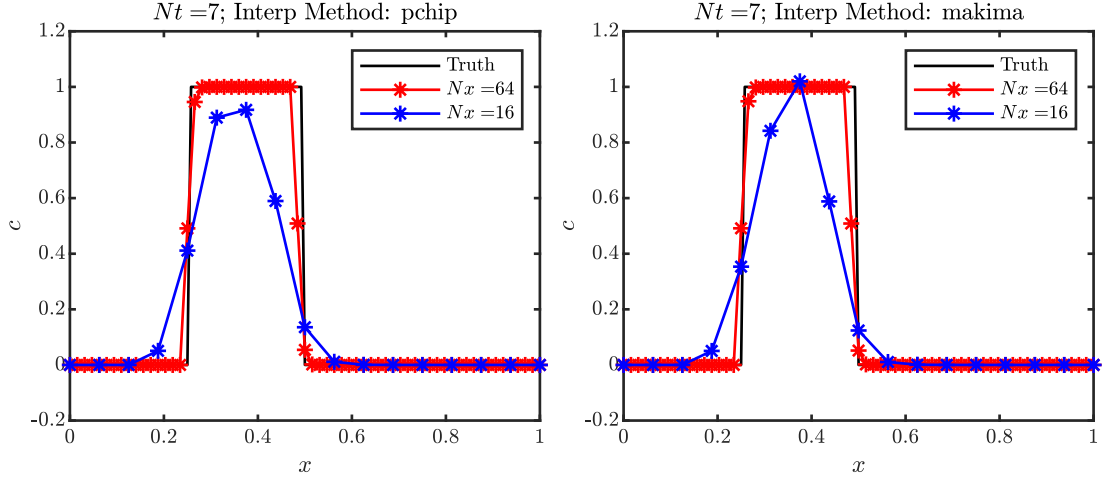 Nt =7; Interp Method: pchip
1.2
1
0.8
0.6
0.4
0.2
0
-0.2
c
0 0.2 0.4 0.6 0.8 1
x
Truth
Nx =64
Nx =16
Nt =7; Interp Method: makima
1.2
1
0.8
0.6
0.4
0.2
0
-0.2
c
0 0.2 0.4 0.6 0.8 1
x
Truth
Nx =64
Nx =16